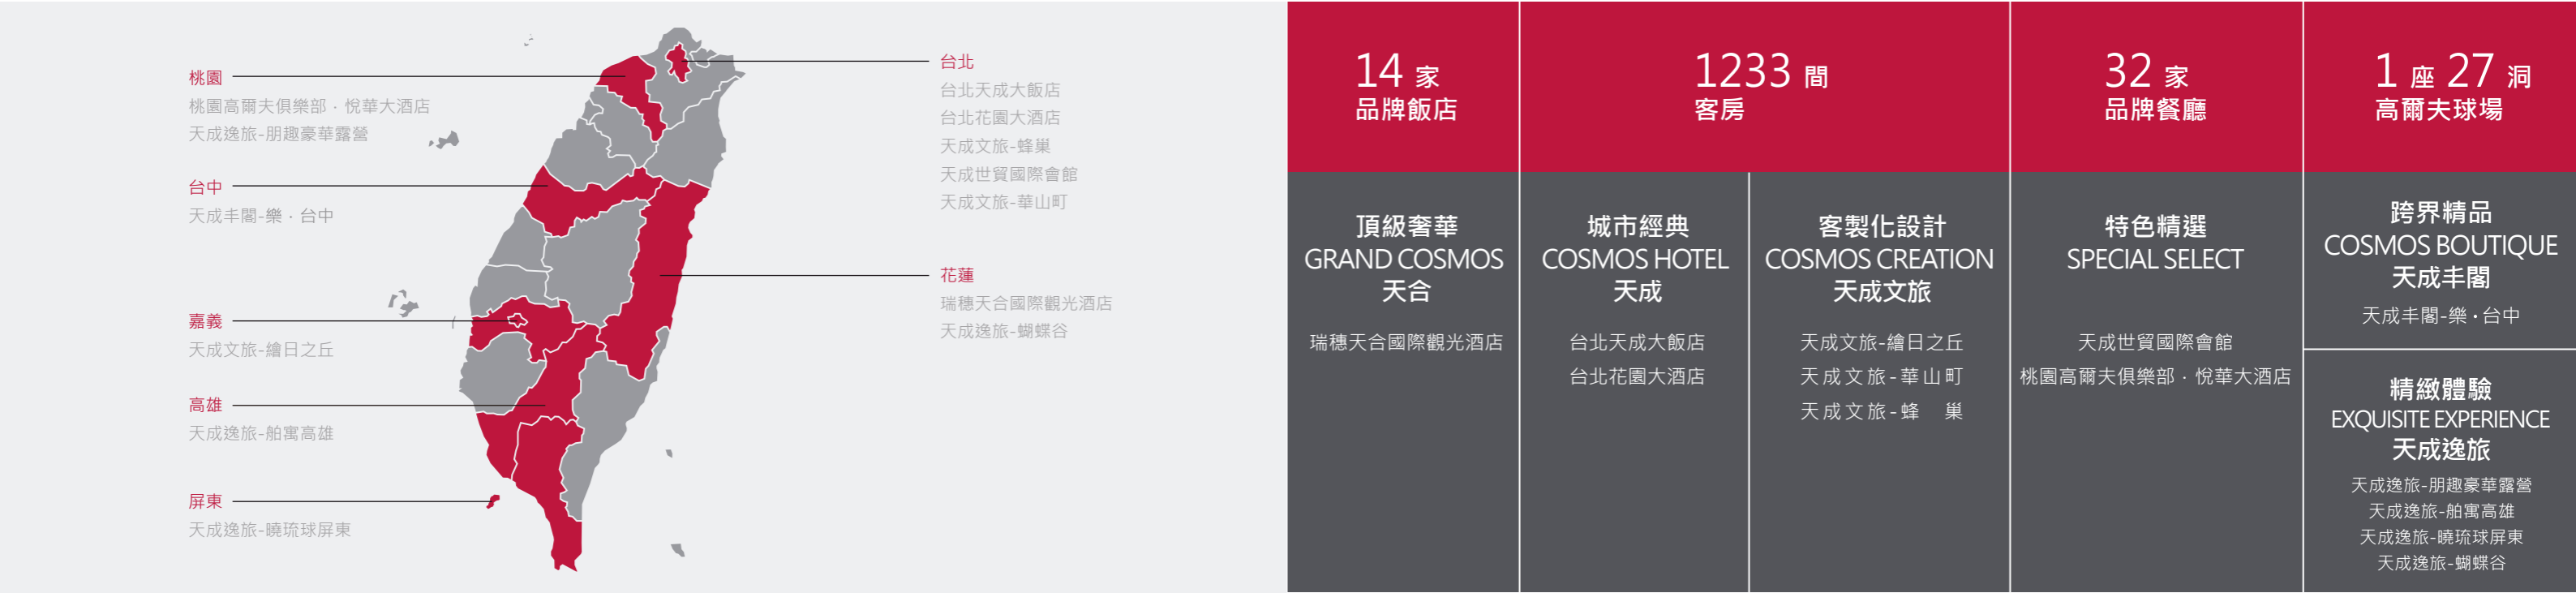 桃園
桃園高爾夫俱樂部．悅華大酒店
天成逸旅-朋趣豪華露營
台中
天成丰閣-樂．台中
嘉義
天成文旅-繪日之丘
高雄
天成逸旅-舶寓高雄
屏東
天成逸旅-曉琉球屏東
台北
台北天成大飯店
台北花園大酒店
天成文旅-蜂巢
天成世貿國際會館
天成文旅-華山町
花蓮
瑞穗天合國際觀光酒店
天成逸旅-蝴蝶谷
14 家
品牌飯店
1233 間
客房
32 家
品牌餐廳
1 座 27 洞
高爾夫球場
頂級奢華
GRAND COSMOS
天合
瑞穗天合國際觀光酒店
城市經典
COSMOS HOTEL
天成
台北天成大飯店
台北花園大酒店
客製化設計
COSMOS CREATION
天成文旅
天成文旅-繪日之丘
天成文旅-華山町
天成文旅-蜂　巢
特色精選
SPECIAL SELECT
天成世貿國際會館
桃園高爾夫俱樂部．悅華大酒店
跨界精品
COSMOS BOUTIQUE
天成丰閣
天成丰閣-樂・台中
精緻體驗
EXQUISITE EXPERIENCE
天成逸旅
天成逸旅-朋趣豪華露營
天成逸旅-舶寓高雄
天成逸旅-曉琉球屏東
天成逸旅-蝴蝶谷